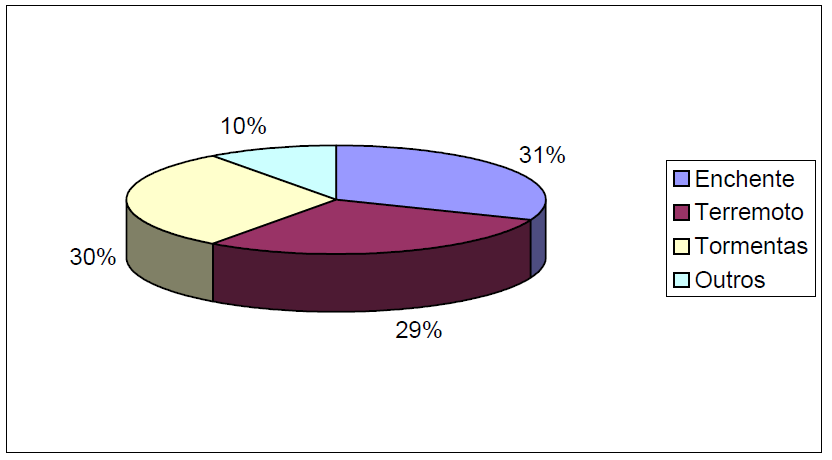 10%
31%
30%
29%
Enchente
Terremoto
Tormentas
Outros